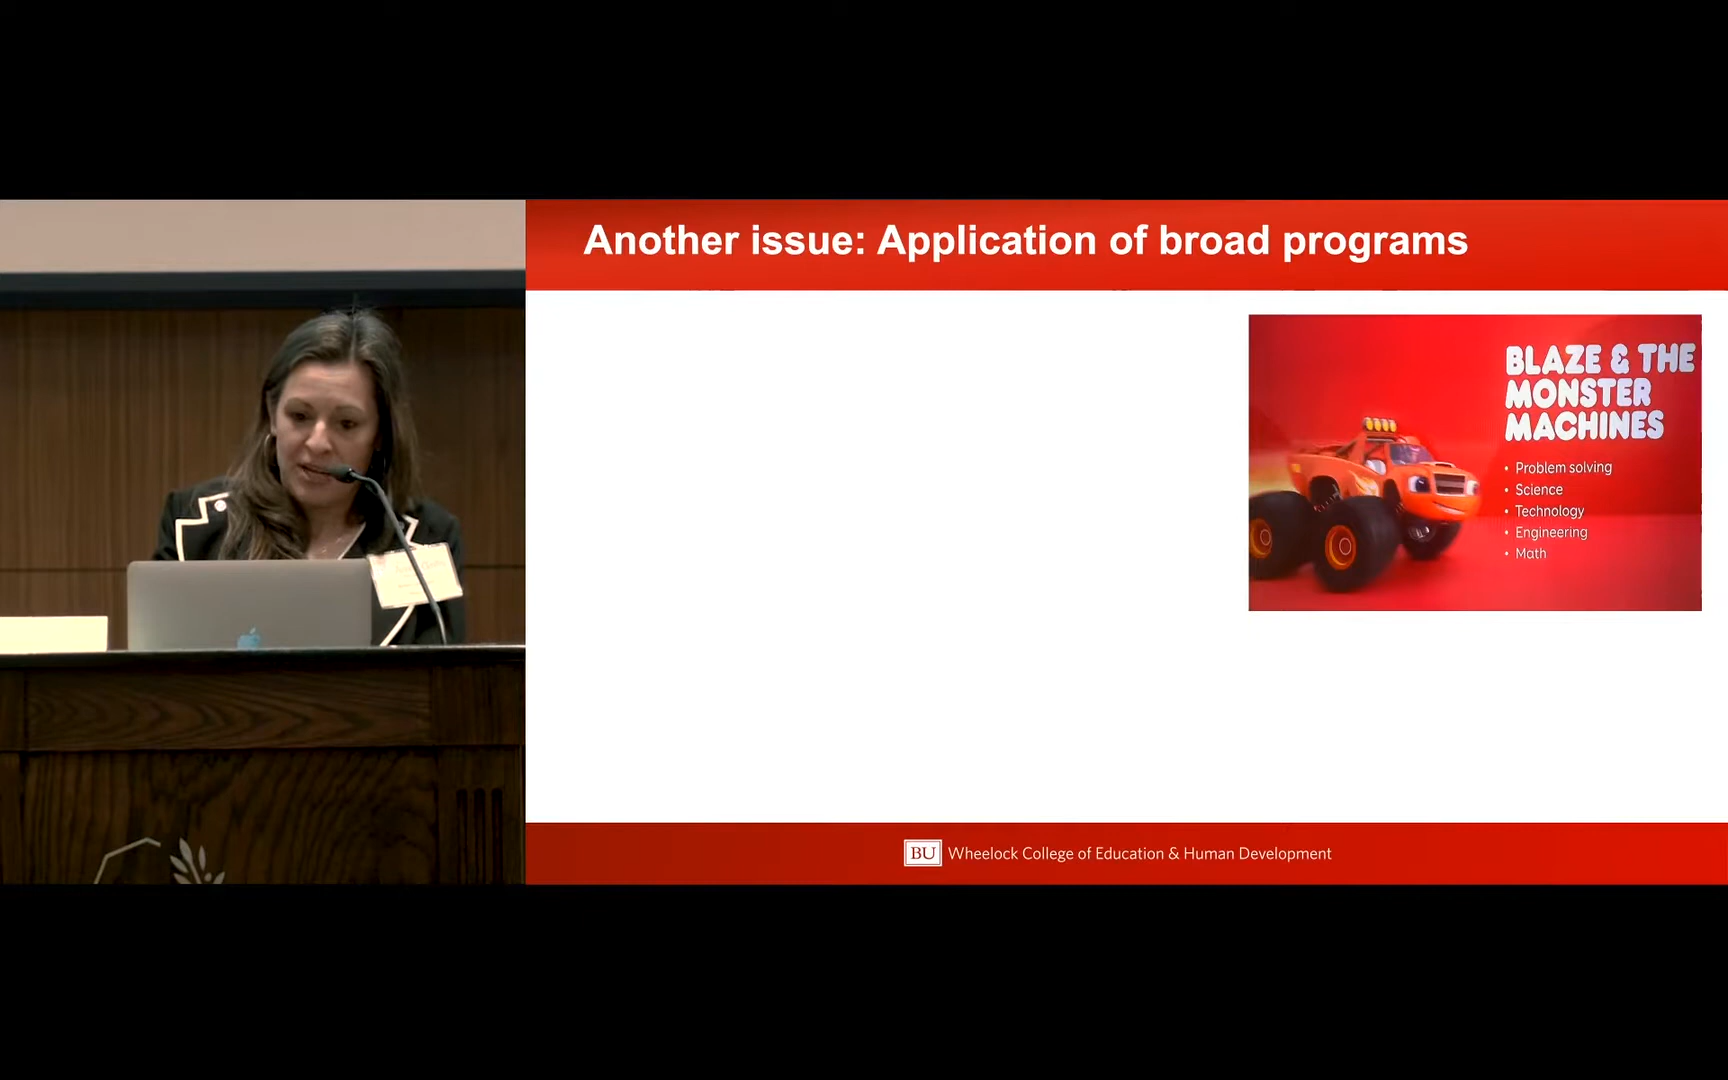 Another issue: Application of broad programs
BLAZE & THE
MONSTER
MACHINES
• Problem solving
• Science
• Technology
• Engineering
• Math
BU Wheelock College of Education & Human Development